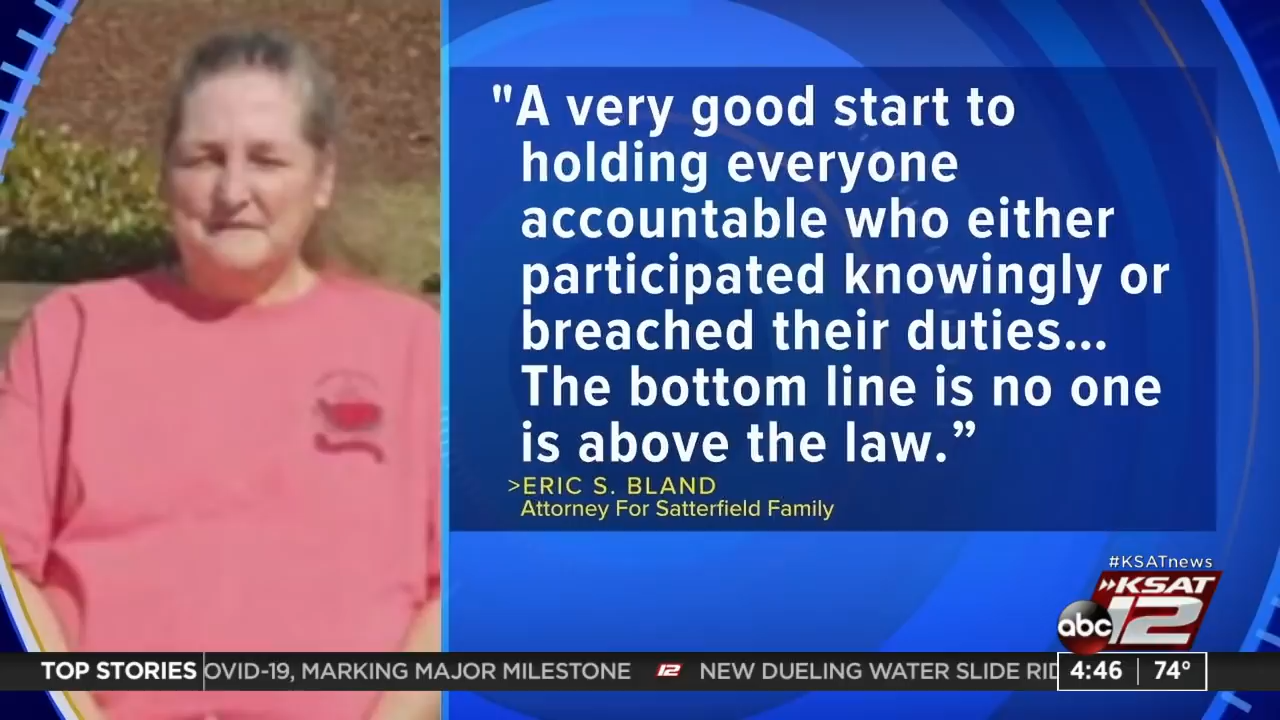 "A very good start to
holding everyone
accountable who either
participated knowingly or
breached their duties...
The bottom line is no one
is above the law.”
>ERIC S. BLAND
Attorney For Satterfield Family
#KSATnews
KSAT
abc 12
TOP STORIES OVID-19, MARKING MAJOR MILESTONE 12 NEW DUELING WATER SLIDE RID 4:46 74°